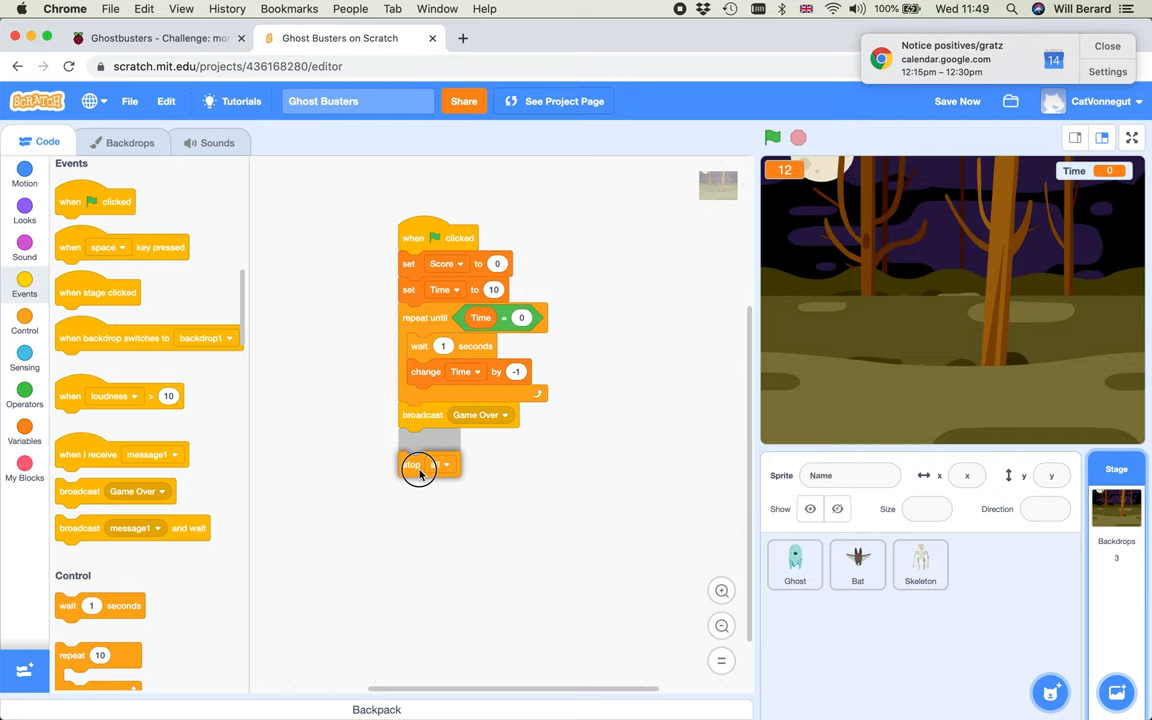 Chrome File Edit View History Bookmarks People Tab Window Help 100% Wed 11:49 Will Berard
Ghostbusters - Challenge: mor × Ghost Busters on Scratch × +
scratch.mit.edu/projects/436168280/editor
Notice positives/gratz
calendar.google.com
12:15pm – 12:30pm
14
Close
Settings
SCRATCH File Edit Tutorials Ghost Busters Share See Project Page Save Now CatVonnegut
Code Backdrops Sounds
Motion
Looks
Sound
Events
Control
Sensing
Operators
Variables
My Blocks
Events
when clicked
when space key pressed
when stage clicked
when backdrop switches to backdrop1
when loudness > 10
when I receive message1
broadcast Game Over
broadcast message1 and wait
Control
wait 1 seconds
repeat 10
when clicked
set Score to 0
set Time to 10
repeat until Time = 0
wait 1 seconds
change Time by -1
broadcast Game Over
stop
12
Time 0
Sprite Name x x y y
Show Size Direction
Ghost Bat Skeleton
Stage
Backdrops
3
Backpack